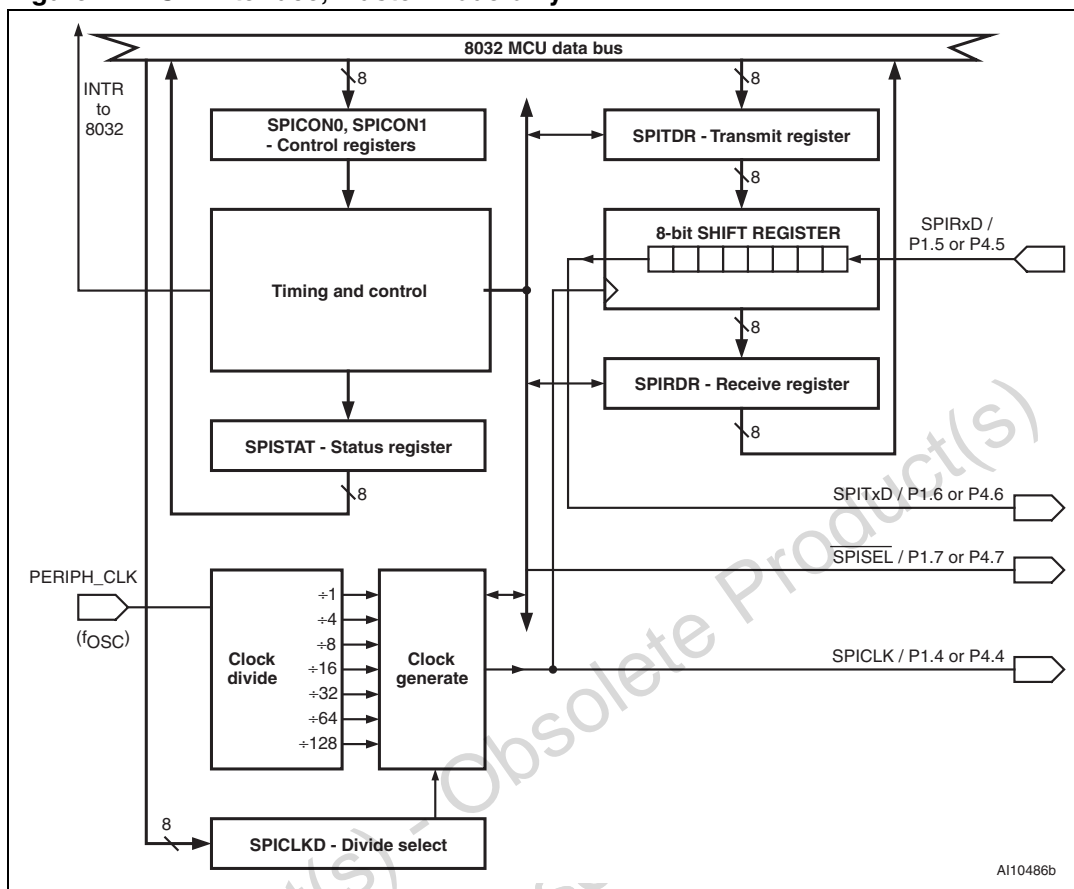 8032 MCU data bus
INTR
to
8032
8
8
SPICON0, SPICON1
- Control registers
SPITDR - Transmit register
8
8-bit SHIFT REGISTER
SPIRxD /
P1.5 or P4.5
Timing and control
8
SPIRDR - Receive register
8
SPISTAT - Status register
8
SPITxD / P1.6 or P4.6
SPISEL / P1.7 or P4.7
PERIPH_CLK
(fOSC)
÷1
÷4
÷8
÷16
÷32
÷64
÷128
Clock
divide
Clock
generate
SPICLK / P1.4 or P4.4
8
SPICLKD - Divide select
AI10486b
(s) - Obsolete Product(s)